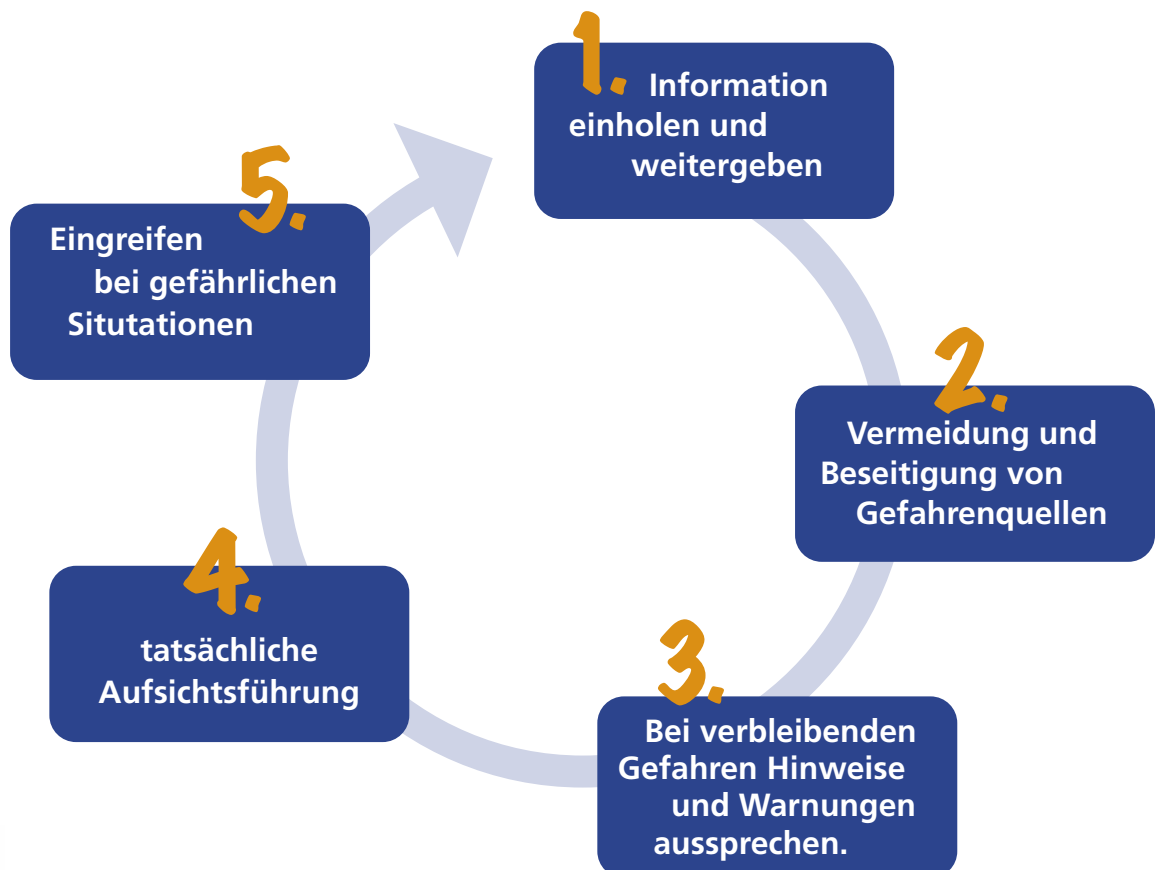 1. Information
einholen und
weitergeben
2.
Vermeidung und
Beseitigung von
Gefahrenquellen
3.
Bei verbleibenden
Gefahren Hinweise
und Warnungen
aussprechen.
4.
tatsächliche
Aufsichtsführung
5.
Eingreifen
bei gefährlichen
Situtationen